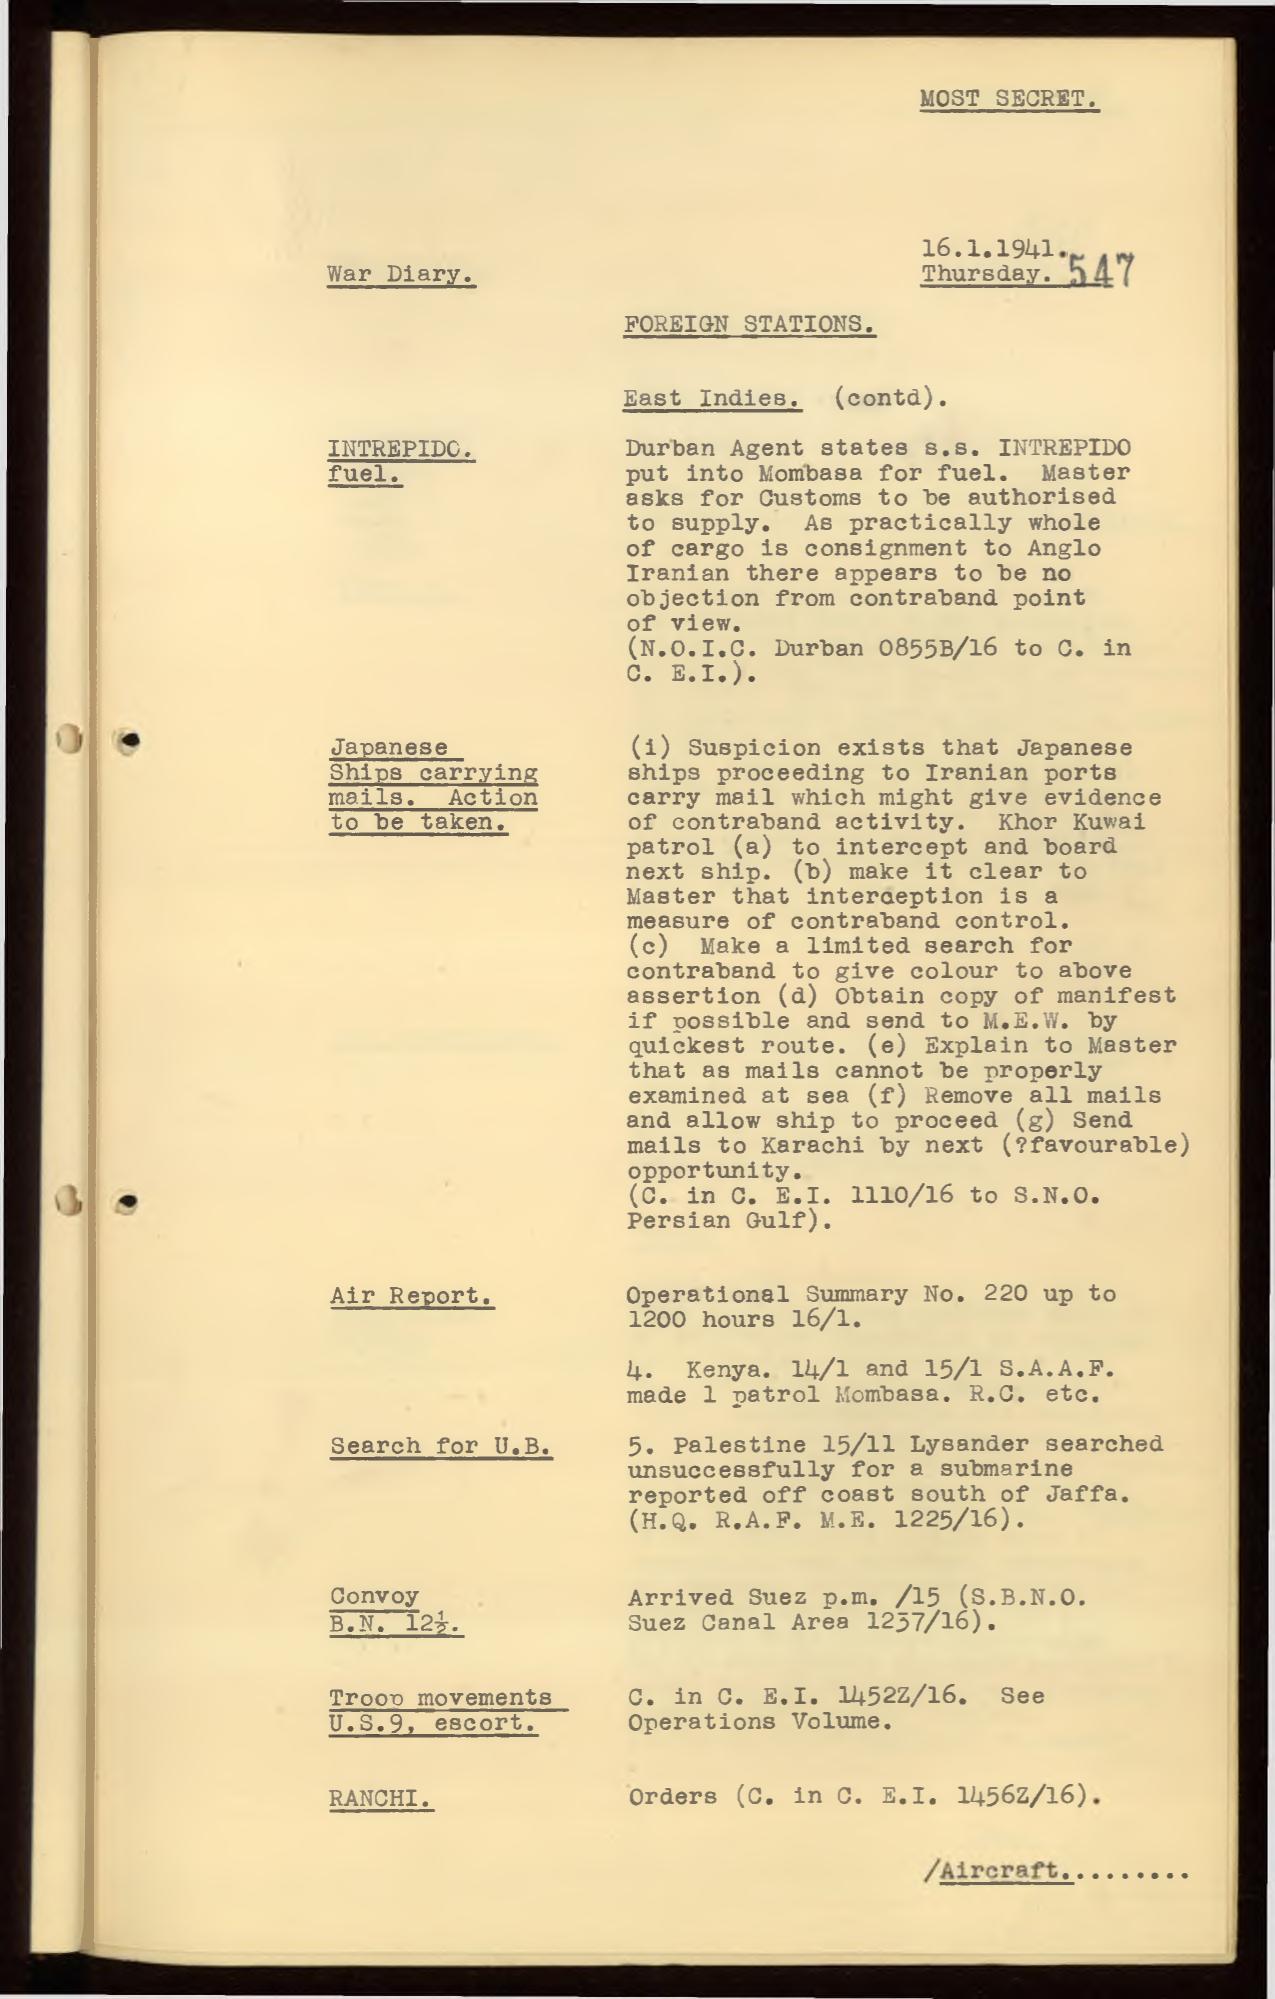 MOST SECRET.
16.1.1941.
War Diary.
Thursday. 547
FOREIGN STATIONS.
East Indies. (contd).
INTREPIDO.
fuel.
Durban Agent states s.s. INTREPIDO
put into Mombasa for fuel. Master
asks for Customs to be authorised
to supply. As practically whole
of cargo is consignment to Anglo
Iranian there appears to be no
objection from contraband point
of view.
(N.O.I.C. Durban 0855B/16 to C. in
C. E.I.).
Japanese
Ships carrying
mails. Action
to be taken.
(i) Suspicion exists that Japanese
ships proceeding to Iranian ports
carry mail which might give evidence
of contraband activity. Khor Kuwai
patrol (a) to intercept and board
next ship. (b) make it clear to
Master that interception is a
measure of contraband control.
(c) Make a limited search for
contraband to give colour to above
assertion (d) Obtain copy of manifest
if possible and send to M.E.W. by
quickest route. (e) Explain to Master
that as mails cannot be properly
examined at sea (f) Remove all mails
and allow ship to proceed (g) Send
mails to Karachi by next (?favourable)
opportunity.
(C. in C. E.I. 1110/16 to S.N.O.
Persian Gulf).
Air Report.
Operational Summary No. 220 up to
1200 hours 16/1.
4. Kenya. 14/1 and 15/1 S.A.A.F.
made 1 patrol Mombasa. R.C. etc.
Search for U.B.
5. Palestine 15/11 Lysander searched
unsuccessfully for a submarine
reported off coast south of Jaffa.
(H.Q. R.A.F. M.E. 1225/16).
Convoy
B.N. 12½.
Arrived Suez p.m. /15 (S.B.N.O.
Suez Canal Area 1237/16).
Troop movements
U.S.9, escort.
C. in C. E.I. 1452Z/16. See
Operations Volume.
RANCHI.
Orders (C. in C. E.I. 1456Z/16).
/Aircraft.........